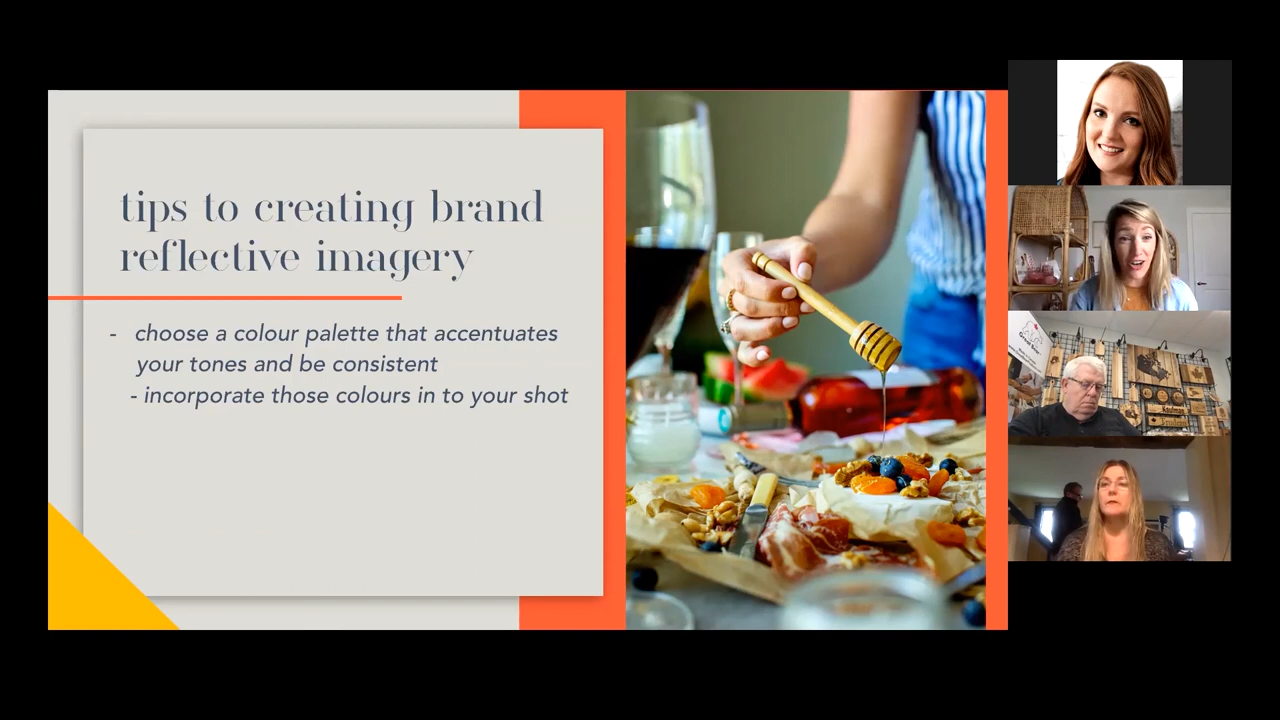 tips to creating brand
reflective imagery
- choose a colour palette that accentuates
your tones and be consistent
- incorporate those colours in to your shot